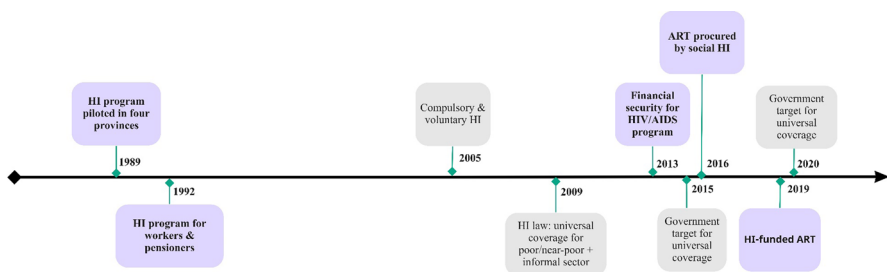 HI program
piloted in four
provinces
1989
1992
HI program for
workers &
pensioners
Compulsory &
voluntary HI
2005
2009
HI law: universal
coverage for
poor/near-poor +
informal sector
Financial
security for
HIV/AIDS
program
2013
2015
Government
target for
universal
coverage
ART procured
by social HI
2016
2019
HI-funded ART
Government
target for
universal
coverage
2020